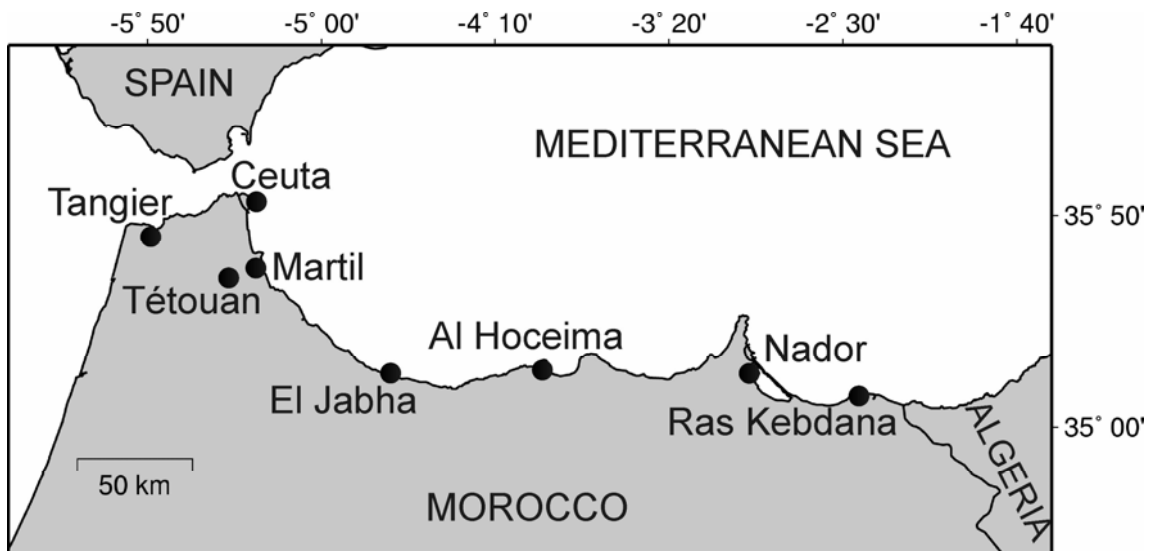 -5˚ 50' -5˚ 00' -4˚ 10' -3˚ 20' -2˚ 30' -1˚ 40'
SPAIN
MEDITERRANEAN SEA
Ceuta
Tangier
35˚ 50'
Martil
Tétouan
Al Hoceima
Nador
El Jabha
Ras Kebdana
35˚ 00'
ALGERIA
50 km
MOROCCO